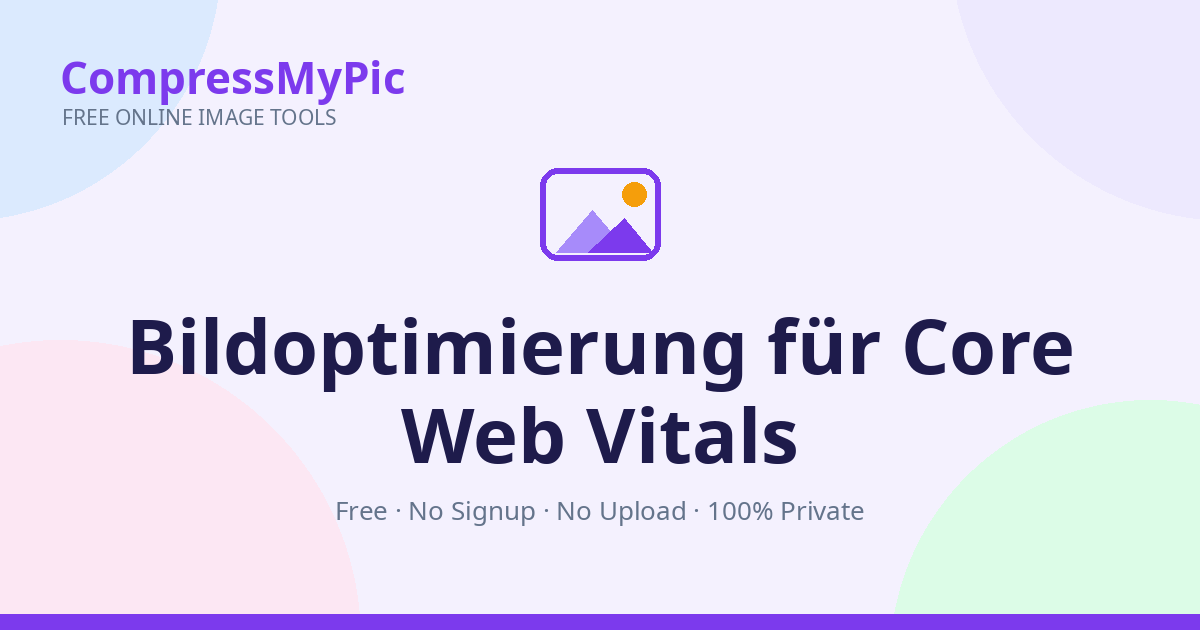 CompressMyPic
FREE ONLINE IMAGE TOOLS
Bildoptimierung für Core
Web Vitals
Free · No Signup · No Upload · 100% Private